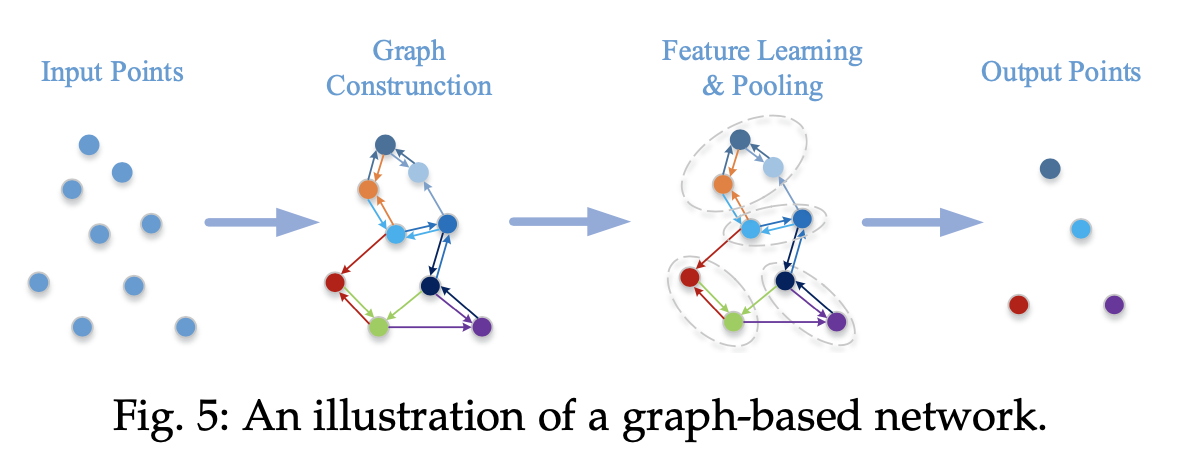 Input Points
Graph
Construnction
Feature Learning
& Pooling
Output Points
Fig. 5: An illustration of a graph-based network.